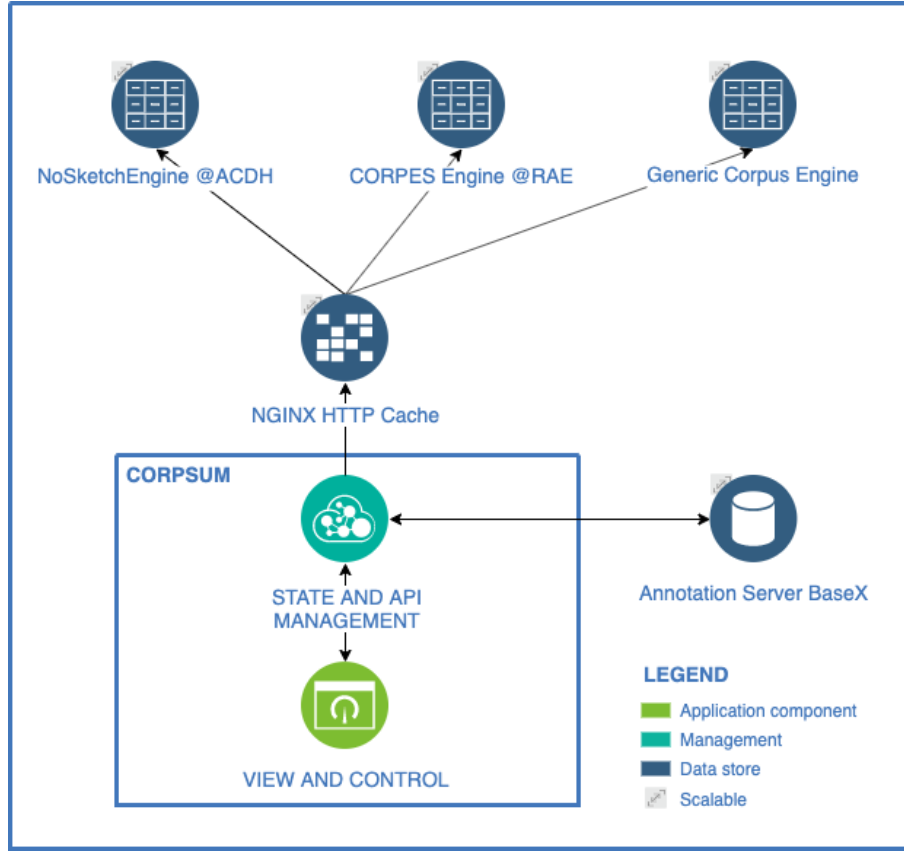 NoSketchEngine @ACDH
CORPES Engine @RAE
Generic Corpus Engine
NGINX HTTP Cache
CORPSUM
STATE AND API
MANAGEMENT
Annotation Server BaseX
VIEW AND CONTROL
LEGEND
Application component
Management
Data store
Scalable